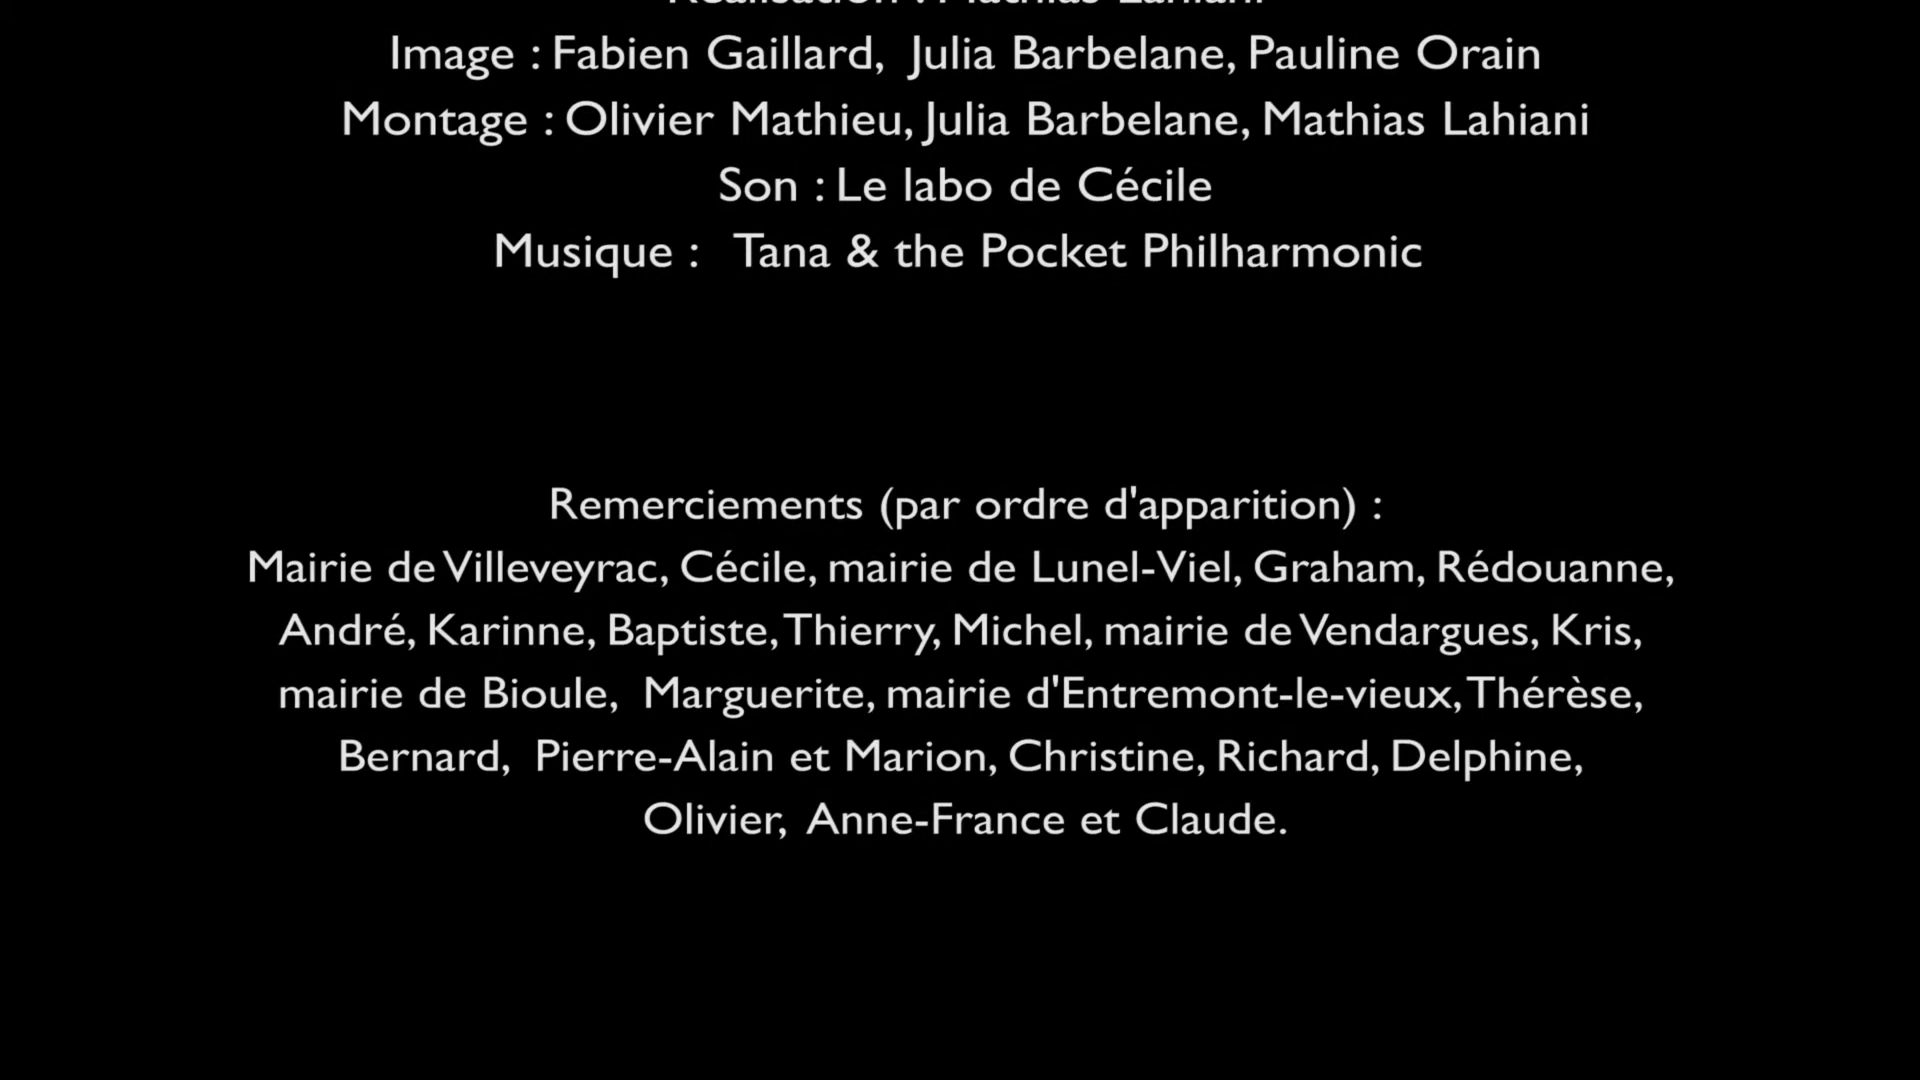 Réalisation : Mathias Lahiani
Image : Fabien Gaillard, Julia Barbelane, Pauline Orain
Montage : Olivier Mathieu, Julia Barbelane, Mathias Lahiani
Son : Le labo de Cécile
Musique : Tana & the Pocket Philharmonic
Remerciements (par ordre d'apparition) :
Mairie de Villeveyrac, Cécile, mairie de Lunel-Viel, Graham, Rédouanne,
André, Karinne, Baptiste, Thierry, Michel, mairie de Vendargues, Kris,
mairie de Bioule, Marguerite, mairie d'Entremont-le-vieux, Thérèse,
Bernard, Pierre-Alain et Marion, Christine, Richard, Delphine,
Olivier, Anne-France et Claude.